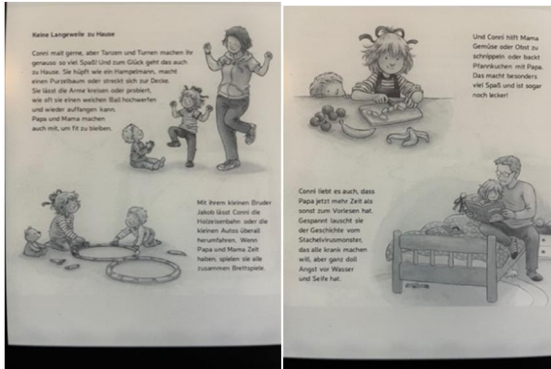 Keine Langeweile zu Hause
Conni malt gerne, aber Tanzen und Turnen machen ihr
genauso so viel Spaß! Und zum Glück geht das auch
zu Hause. Sie hüpft wie ein Hampelmann, macht
einen Purzelbaum oder streckt sich zur Decke.
Sie lässt die Arme kreisen oder probiert,
wie oft sie einen weichen Ball hochwerfen
und wieder auffangen kann.
Papa und Mama machen
auch mit, um fit zu bleiben.
Mit ihrem kleinen Bruder
Jakob lässt Conni die
Holzeisenbahn oder die
kleinen Autos überall
herumfahren. Wenn
Papa und Mama Zeit
haben, spielen sie alle
zusammen Brettspiele.
Und Conni hilft Mama
Gemüse oder Obst zu
schnippeln oder backt
Pfannkuchen mit Papa.
Das macht besonders
viel Spaß und ist sogar
noch lecker!
Conni liebt es auch, dass
Papa jetzt mehr Zeit als
sonst zum Vorlesen hat.
Gespannt lauscht sie
der Geschichte vom
Stachelvirusmonster,
das alle krank machen
will, aber ganz doll
Angst vor Wasser
und Seife hat.